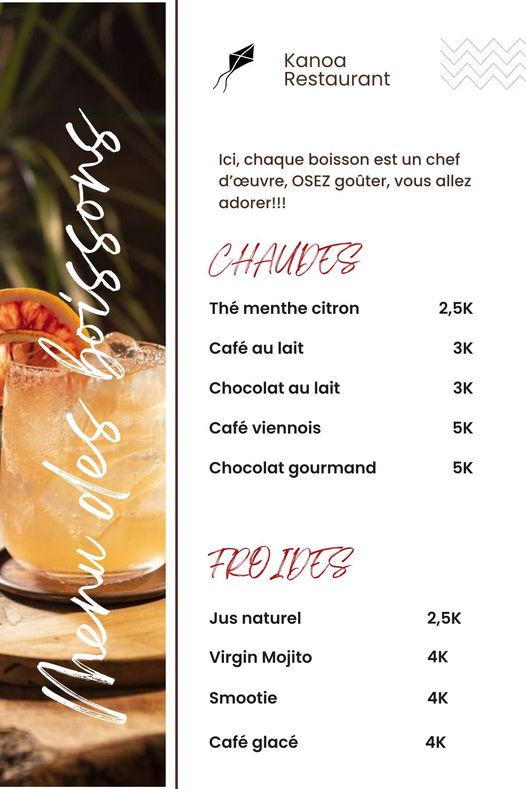 Menu des boissons
Kanoa
Restaurant
Ici, chaque boisson est un chef
d’œuvre, OSEZ goûter, vous allez
adorer!!!
CHAUDES
Thé menthe citron 2,5K
Café au lait 3K
Chocolat au lait 3K
Café viennois 5K
Chocolat gourmand 5K
FROIDES
Jus naturel 2,5K
Virgin Mojito 4K
Smootie 4K
Café glacé 4K